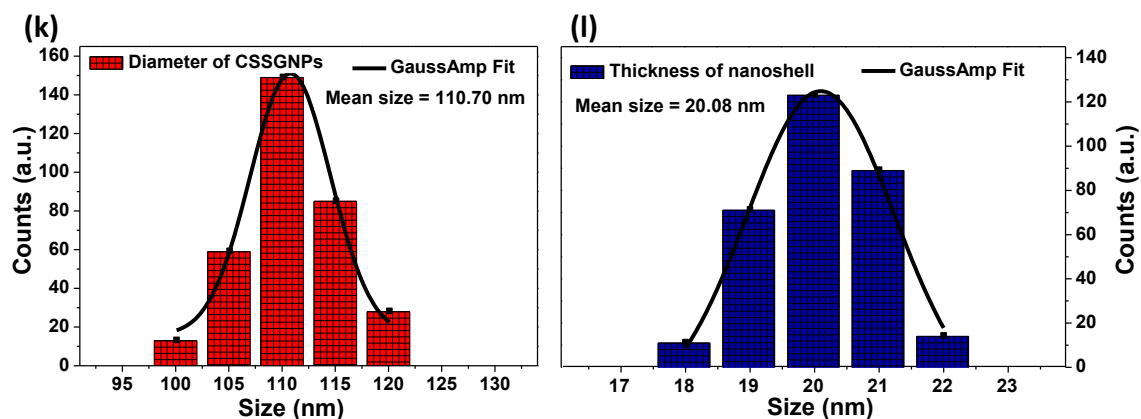 (k)
Diameter of CSSGNPs
GaussAmp Fit
Mean size = 110.70 nm
Counts (a.u.)
160
140
120
100
80
60
40
20
0
95 100 105 110 115 120 125 130
Size (nm)
(l)
Thickness of nanoshell
GaussAmp Fit
Mean size = 20.08 nm
140
120
100
80
60
40
20
0
Counts (a.u.)
17 18 19 20 21 22 23
Size (nm)